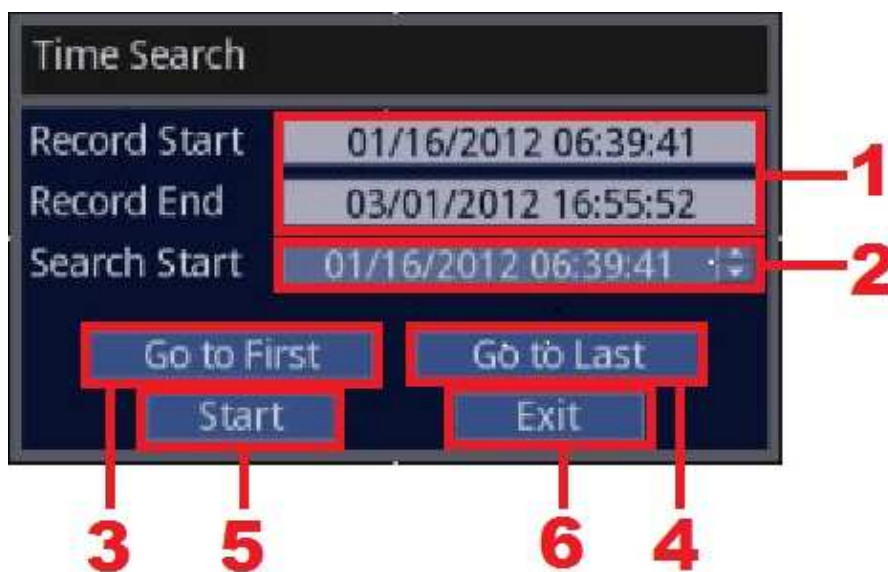 Time Search
Record Start 01/16/2012 06:39:41 1
Record End 03/01/2012 16:55:52
Search Start 01/16/2012 06:39:41 2
Go to First Go to Last
Start Exit
3 5 6 4